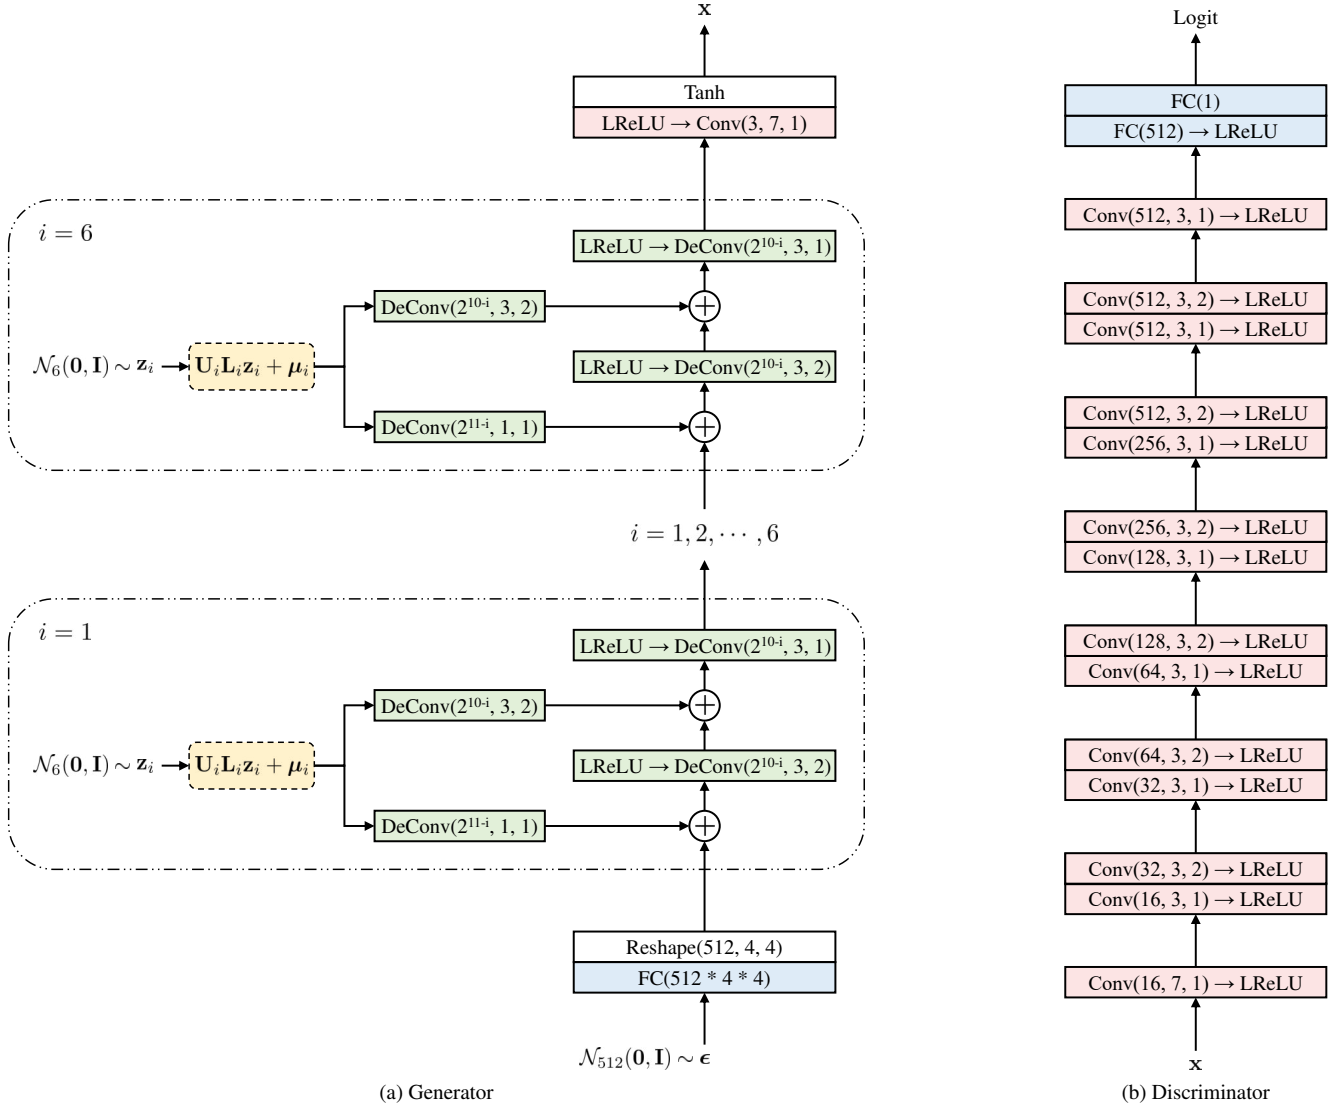 x
Tanh
LReLU → Conv(3, 7, 1)
i = 6
LReLU → DeConv(2^{10-i}, 3, 1)
DeConv(2^{10-i}, 3, 2)
+
𝒩₆(0, I) ∼ z_i
U_iL_iz_i + μ_i
LReLU → DeConv(2^{10-i}, 3, 2)
DeConv(2^{11-i}, 1, 1)
+
i = 1, 2, ⋯ , 6
i = 1
LReLU → DeConv(2^{10-i}, 3, 1)
DeConv(2^{10-i}, 3, 2)
+
𝒩₆(0, I) ∼ z_i
U_iL_iz_i + μ_i
LReLU → DeConv(2^{10-i}, 3, 2)
DeConv(2^{11-i}, 1, 1)
+
Reshape(512, 4, 4)
FC(512 * 4 * 4)
𝒩₅₁₂(0, I) ∼ ϵ
(a) Generator
Logit
FC(1)
FC(512) → LReLU
Conv(512, 3, 1) → LReLU
Conv(512, 3, 2) → LReLU
Conv(512, 3, 1) → LReLU
Conv(512, 3, 2) → LReLU
Conv(256, 3, 1) → LReLU
Conv(256, 3, 2) → LReLU
Conv(128, 3, 1) → LReLU
Conv(128, 3, 2) → LReLU
Conv(64, 3, 1) → LReLU
Conv(64, 3, 2) → LReLU
Conv(32, 3, 1) → LReLU
Conv(32, 3, 2) → LReLU
Conv(16, 3, 1) → LReLU
Conv(16, 7, 1) → LReLU
x
(b) Discriminator